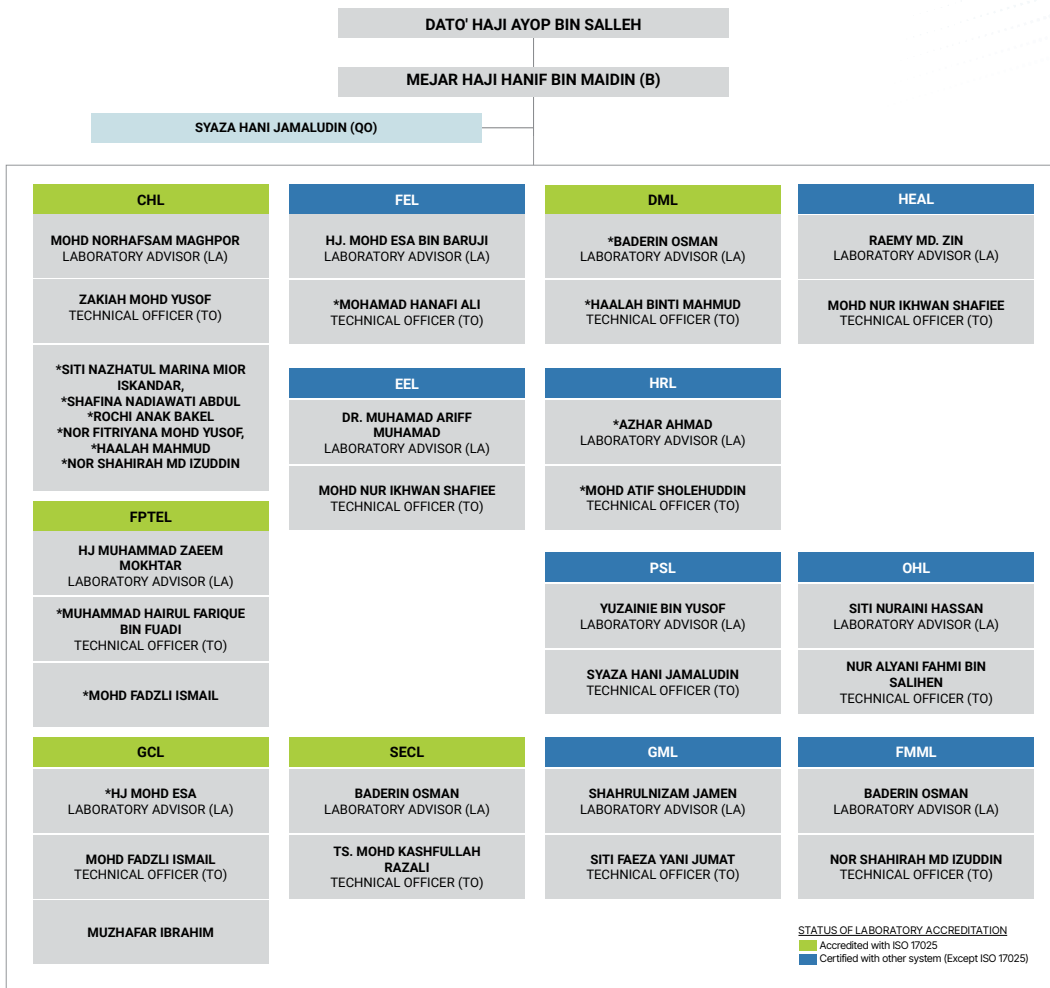 DATO' HAJI AYOP BIN SALLEH
MEJAR HAJI HANIF BIN MAIDIN (B)
SYAZA HANI JAMALUDIN (QO)
CHL
MOHD NORHAFSAM MAGHPOR
LABORATORY ADVISOR (LA)
ZAKIAH MOHD YUSOF
TECHNICAL OFFICER (TO)
*SITI NAZHATUL MARINA MIOR
ISKANDAR,
*SHAFINA NADIAWATI ABDUL
*ROCHI ANAK BAKEL
*NOR FITRIYANA MOHD YUSOF,
*HAALAH MAHMUD
*NOR SHAHIRAH MD IZUDDIN
FEL
HJ. MOHD ESA BIN BARUJI
LABORATORY ADVISOR (LA)
*MOHAMAD HANAFI ALI
TECHNICAL OFFICER (TO)
DML
*BADERIN OSMAN
LABORATORY ADVISOR (LA)
*HAALAH BINTI MAHMUD
TECHNICAL OFFICER (TO)
HEAL
RAEMY MD. ZIN
LABORATORY ADVISOR (LA)
MOHD NUR IKHWAN SHAFIEE
TECHNICAL OFFICER (TO)
EEL
DR. MUHAMAD ARIFF
MUHAMAD
LABORATORY ADVISOR (LA)
MOHD NUR IKHWAN SHAFIEE
TECHNICAL OFFICER (TO)
HRL
*AZHAR AHMAD
LABORATORY ADVISOR (LA)
*MOHD ATIF SHOLEHUDDIN
TECHNICAL OFFICER (TO)
FPTEL
HJ MUHAMMAD ZAEEM
MOKHTAR
LABORATORY ADVISOR (LA)
*MUHAMMAD HAIRUL FARIQUE
BIN FUADI
TECHNICAL OFFICER (TO)
*MOHD FADZLI ISMAIL
PSL
YUZAINIE BIN YUSOF
LABORATORY ADVISOR (LA)
SYAZA HANI JAMALUDIN
TECHNICAL OFFICER (TO)
OHL
SITI NURAINI HASSAN
LABORATORY ADVISOR (LA)
NUR ALYANI FAHMI BIN
SALIHEN
TECHNICAL OFFICER (TO)
GCL
*HJ MOHD ESA
LABORATORY ADVISOR (LA)
MOHD FADZLI ISMAIL
TECHNICAL OFFICER (TO)
MUZHAFAR IBRAHIM
SECL
BADERIN OSMAN
LABORATORY ADVISOR (LA)
TS. MOHD KASHFULLAH
RAZALI
TECHNICAL OFFICER (TO)
GML
SHAHRULNIZAM JAMEN
LABORATORY ADVISOR (LA)
SITI FAEZA YANI JUMAT
TECHNICAL OFFICER (TO)
FMML
BADERIN OSMAN
LABORATORY ADVISOR (LA)
NOR SHAHIRAH MD IZUDDIN
TECHNICAL OFFICER (TO)
STATUS OF LABORATORY ACCREDITATION
Accredited with ISO 17025
Certified with other system (Except ISO 17025)